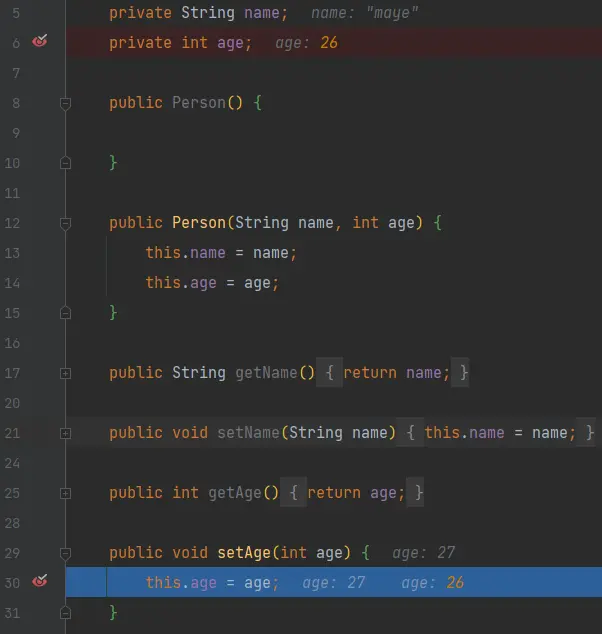 5 private String name; name: "maye"
6 private int age; age: 26
7
8 public Person() {
9
10 }
11
12 public Person(String name, int age) {
13 this.name = name;
14 this.age = age;
15 }
16
17 public String getName() { return name; }
20
21 public void setName(String name) { this.name = name; }
24
25 public int getAge() { return age; }
28
29 public void setAge(int age) { age: 27
30 this.age = age; age: 27 age: 26
31 }